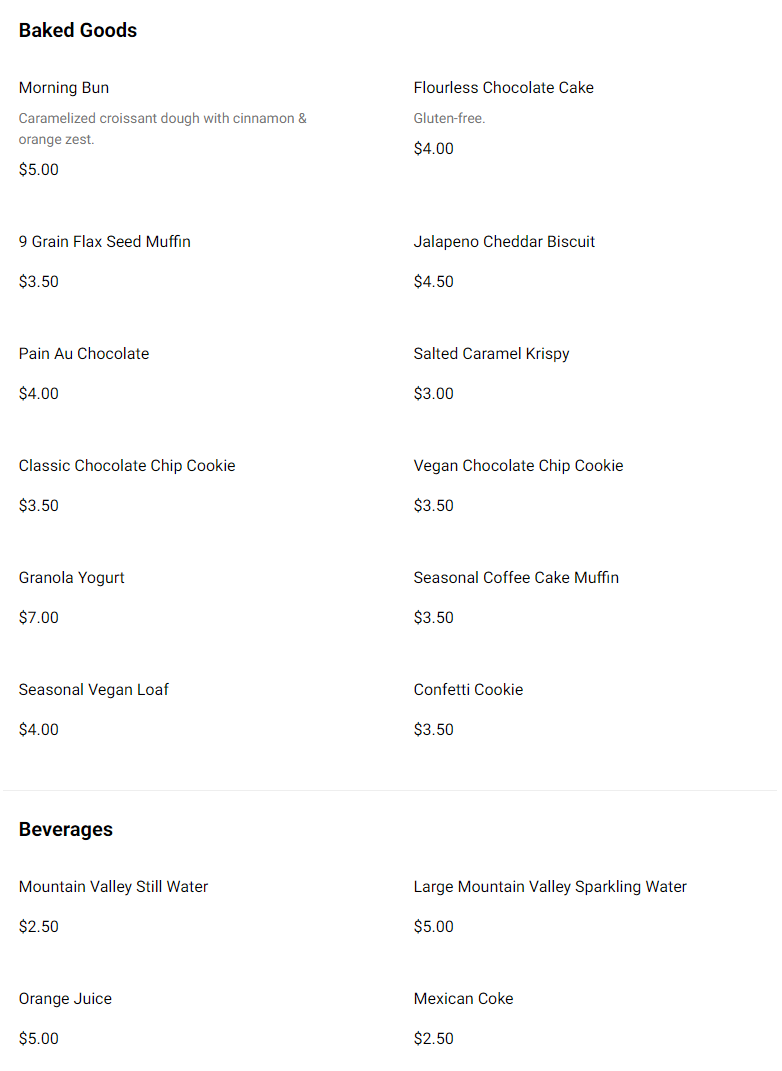 Baked Goods
Morning Bun
Caramelized croissant dough with cinnamon &
orange zest.
$5.00
Flourless Chocolate Cake
Gluten-free.
$4.00
9 Grain Flax Seed Muffin
$3.50
Jalapeno Cheddar Biscuit
$4.50
Pain Au Chocolate
$4.00
Salted Caramel Krispy
$3.00
Classic Chocolate Chip Cookie
$3.50
Vegan Chocolate Chip Cookie
$3.50
Granola Yogurt
$7.00
Seasonal Coffee Cake Muffin
$3.50
Seasonal Vegan Loaf
$4.00
Confetti Cookie
$3.50
Beverages
Mountain Valley Still Water
$2.50
Large Mountain Valley Sparkling Water
$5.00
Orange Juice
$5.00
Mexican Coke
$2.50